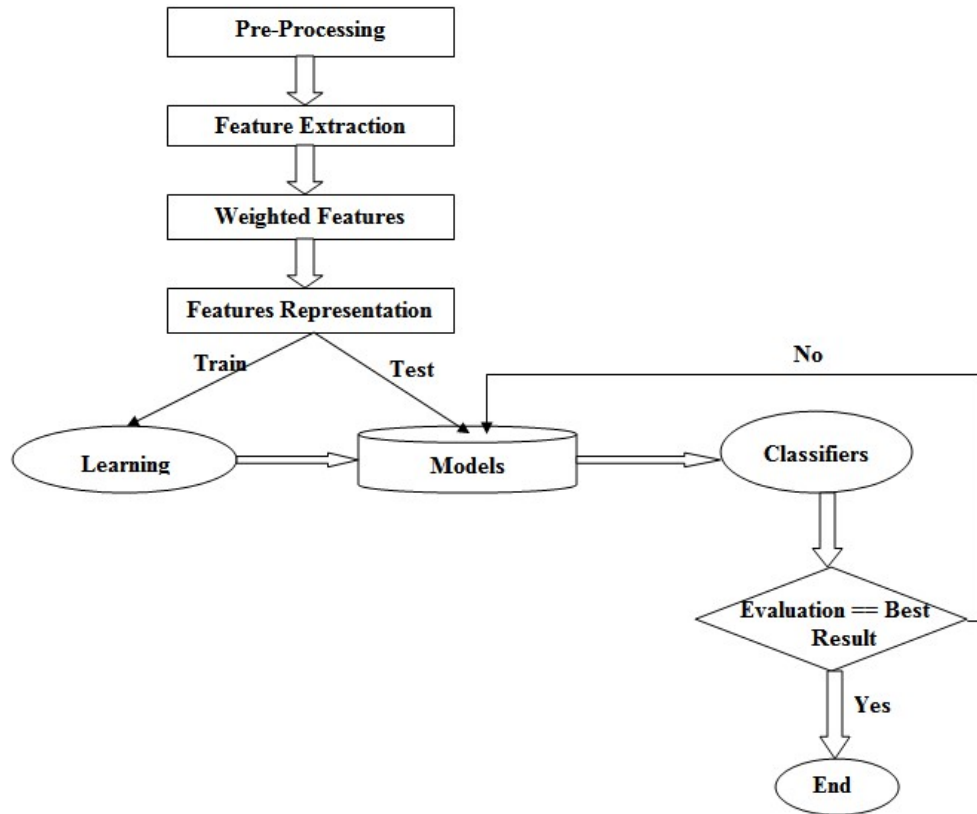 Pre-Processing
Feature Extraction
Weighted Features
Features Representation
Train
Test
No
Learning
Models
Classifiers
Evaluation == Best
Result
Yes
End